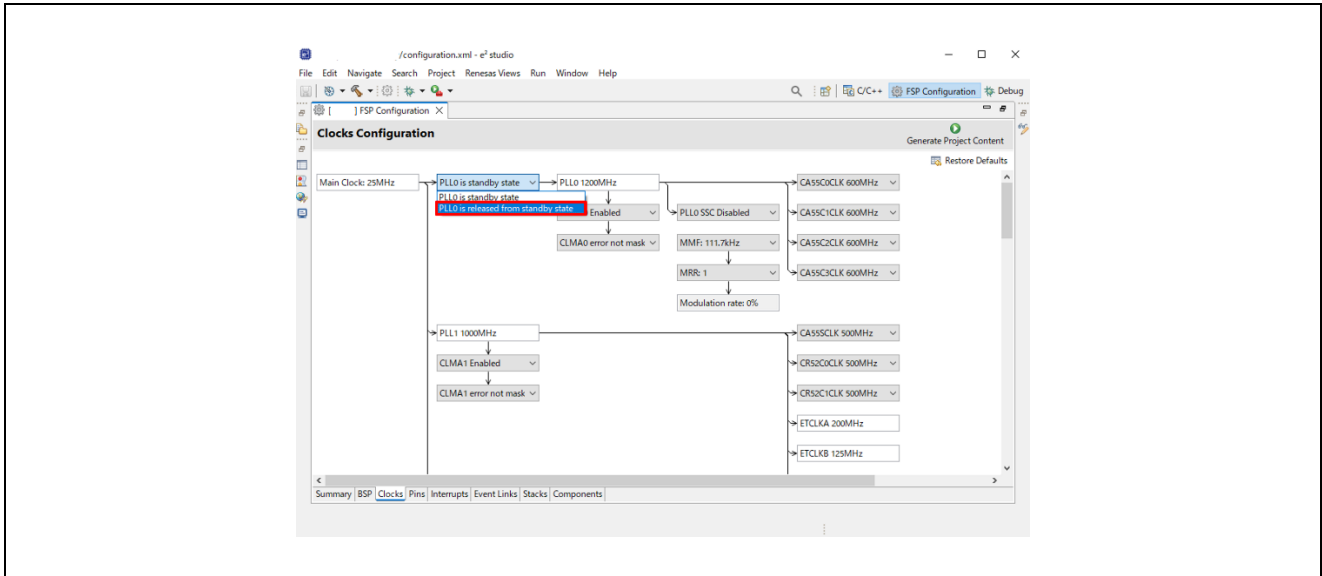 /configuration.xml - e² studio
File Edit Navigate Search Project Renesas Views Run Window Help
C/C++ FSP Configuration Debug
[ ] FSP Configuration
Clocks Configuration
Generate Project Content
Restore Defaults
Main Clock: 25MHz PLL0 is standby state PLL0 1200MHz CA55C0CLK 600MHz
PLL0 is standby state
PLL0 is released from standby state Enabled PLL0 SSC Disabled CA55C1CLK 600MHz
CLMA0 error not mask MMF: 111.7kHz CA55C2CLK 600MHz
MRR: 1 CA55C3CLK 600MHz
Modulation rate: 0%
PLL1 1000MHz CA55SCLK 500MHz
CLMA1 Enabled CR52C0CLK 500MHz
CLMA1 error not mask CR52C1CLK 500MHz
ETCLKA 200MHz
ETCLKB 125MHz
Summary BSP Clocks Pins Interrupts Event Links Stacks Components